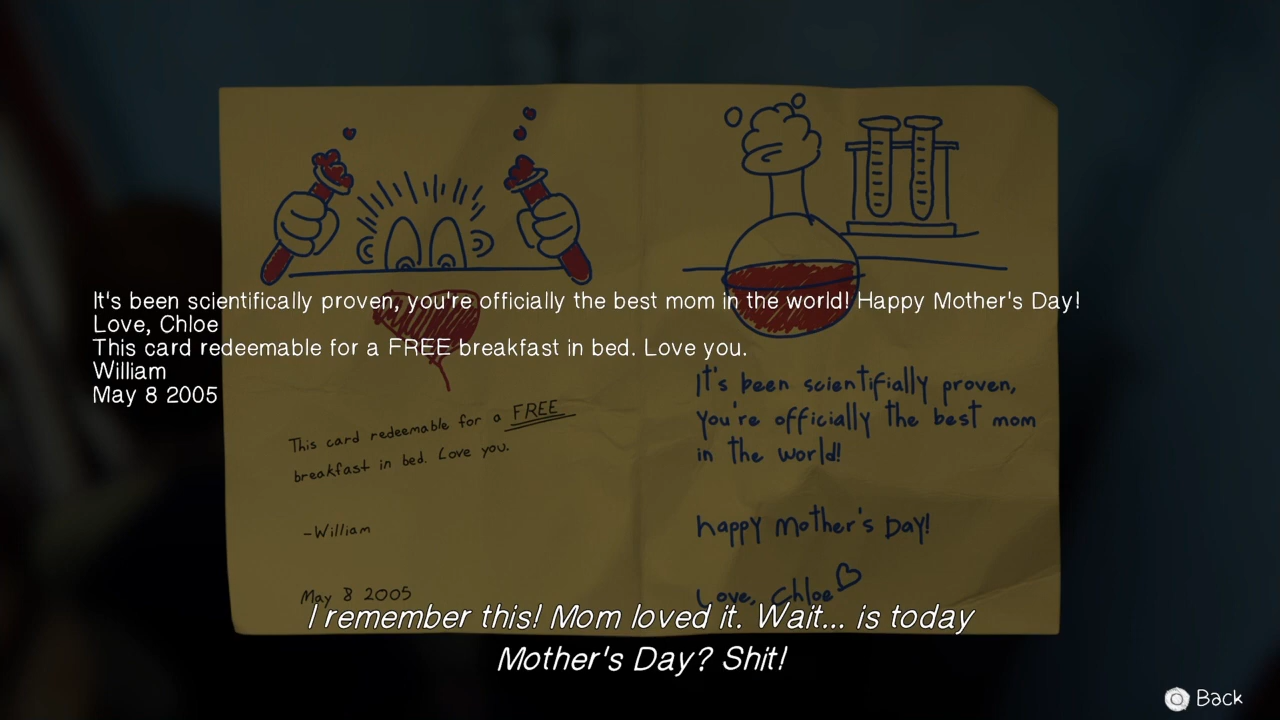 It's been scientifically proven, you're officially the best mom in the world! Happy Mother's Day!
Love, Chloe
This card redeemable for a FREE breakfast in bed. Love you.
William
May 8 2005
This card redeemable for a FREE
breakfast in bed. Love you.
-William
May 8 2005
It's been scientifially proven,
you're officially the best mom
in the world!
happy Mother's Day!
Love, Chloe
I remember this! Mom loved it. Wait... is today
Mother's Day? Shit!
Back